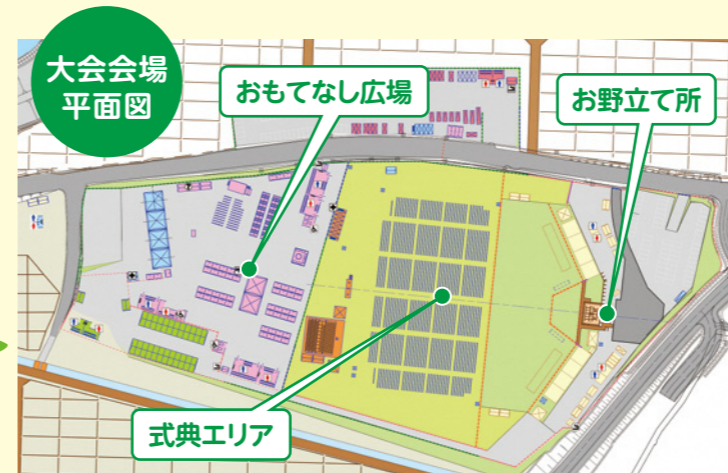 大会会場
平面図
おもてなし広場
お野立て所
式典エリア